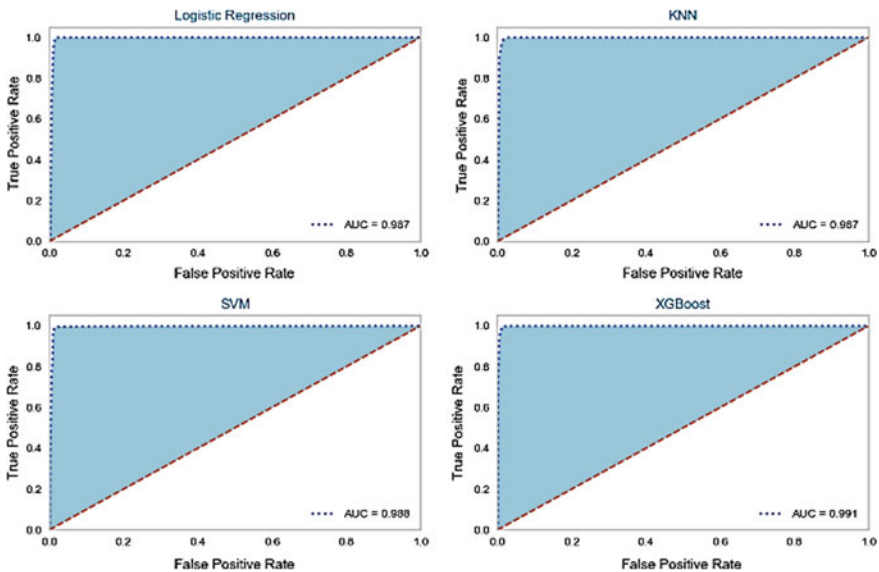 Logistic Regression
True Positive Rate
1.0
0.8
0.6
0.4
0.2
0.0
AUC = 0.987
0.0 0.2 0.4 0.6 0.8 1.0
False Positive Rate
KNN
True Positive Rate
1.0
0.8
0.6
0.4
0.2
0.0
AUC = 0.987
0.0 0.2 0.4 0.6 0.8 1.0
False Positive Rate
SVM
True Positive Rate
1.0
0.8
0.6
0.4
0.2
0.0
AUC = 0.988
0.0 0.2 0.4 0.6 0.8 1.0
False Positive Rate
XGBoost
True Positive Rate
1.0
0.8
0.6
0.4
0.2
0.0
AUC = 0.991
0.0 0.2 0.4 0.6 0.8 1.0
False Positive Rate